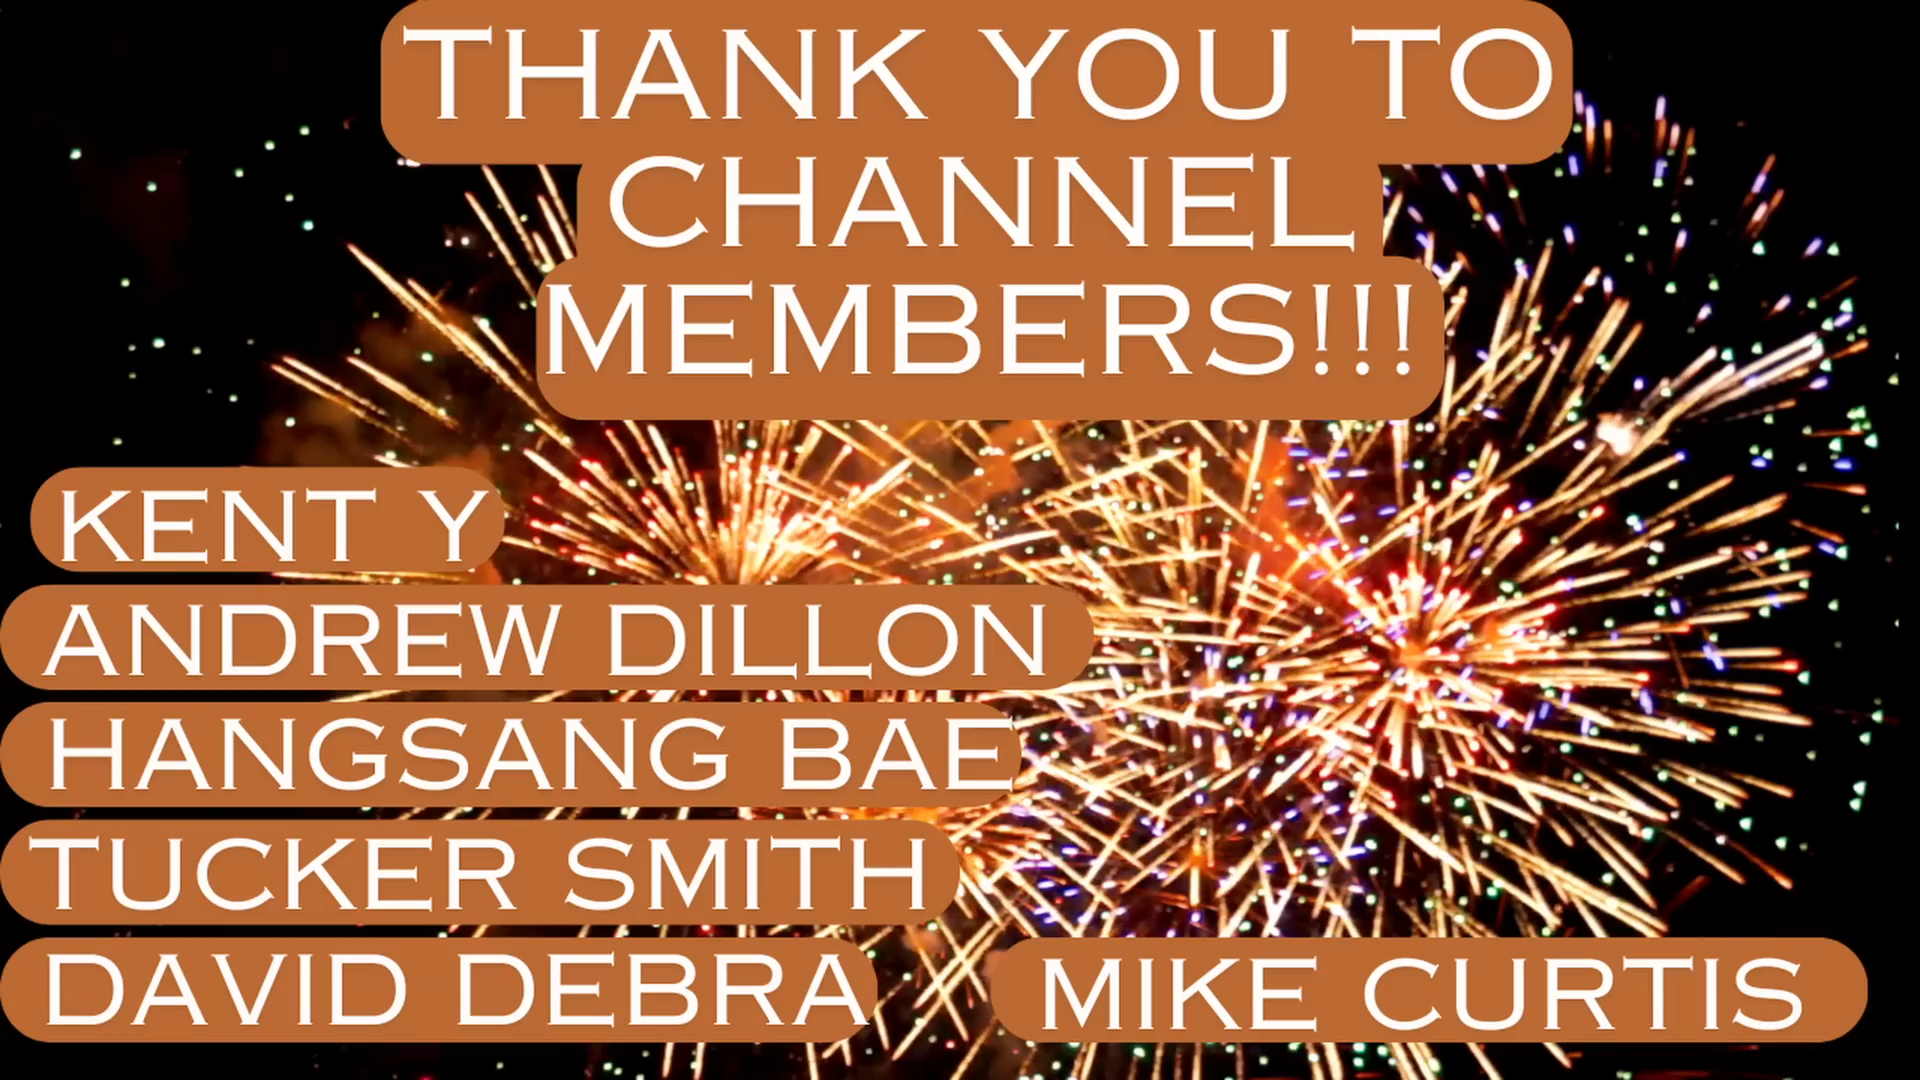 THANK YOU TO
CHANNEL
MEMBERS!!!
KENT Y
ANDREW DILLON
HANGSANG BAE
TUCKER SMITH
DAVID DEBRA
MIKE CURTIS